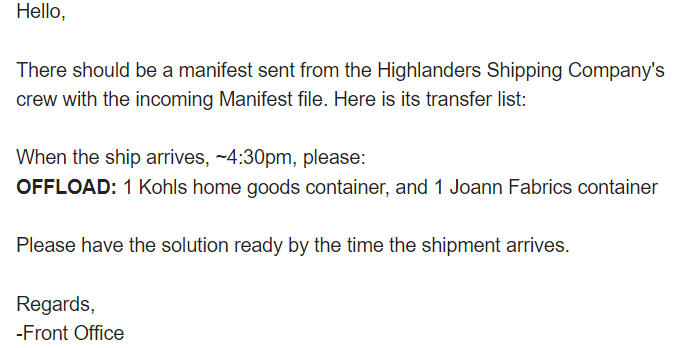 Hello,
There should be a manifest sent from the Highlanders Shipping Company's
crew with the incoming Manifest file. Here is its transfer list:
When the ship arrives, ~4:30pm, please:
OFFLOAD: 1 Kohls home goods container, and 1 Joann Fabrics container
Please have the solution ready by the time the shipment arrives.
Regards,
-Front Office